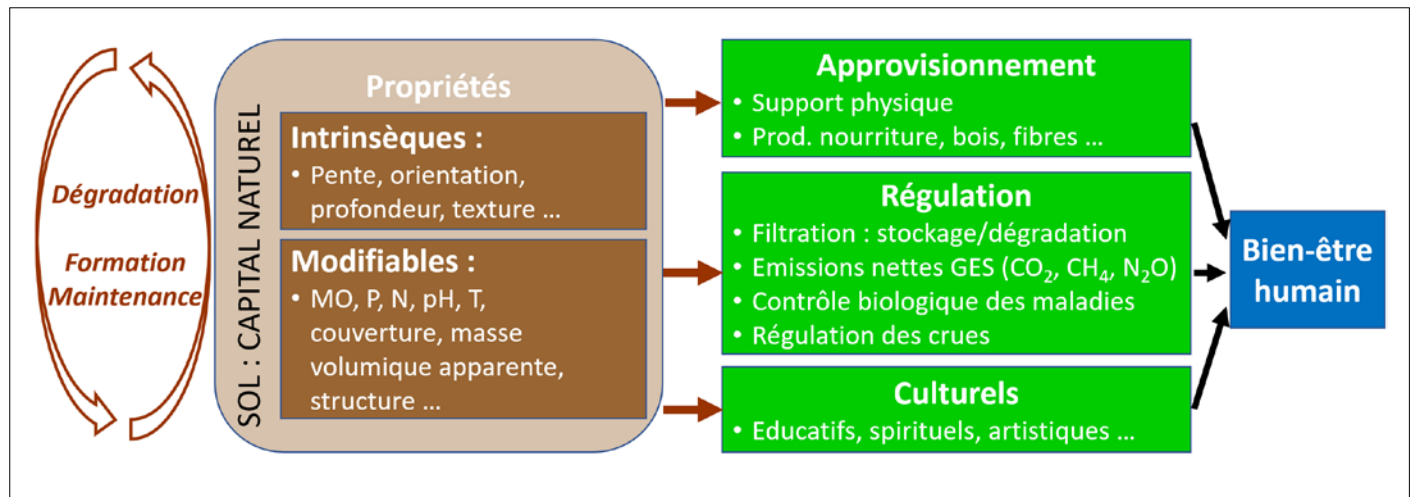 Dégradation
Formation
Maintenance
SOL : CAPITAL NATUREL
Propriétés
Intrinsèques :
• Pente, orientation,
profondeur, texture ...
Modifiables :
• MO, P, N, pH, T,
couverture, masse
volumique apparente,
structure ...
Approvisionnement
• Support physique
• Prod. nourriture, bois, fibres ...
Régulation
• Filtration : stockage/dégradation
• Emissions nettes GES (CO₂, CH₄, N₂O)
• Contrôle biologique des maladies
• Régulation des crues
Culturels
• Educatifs, spirituels, artistiques ...
Bien-être
humain